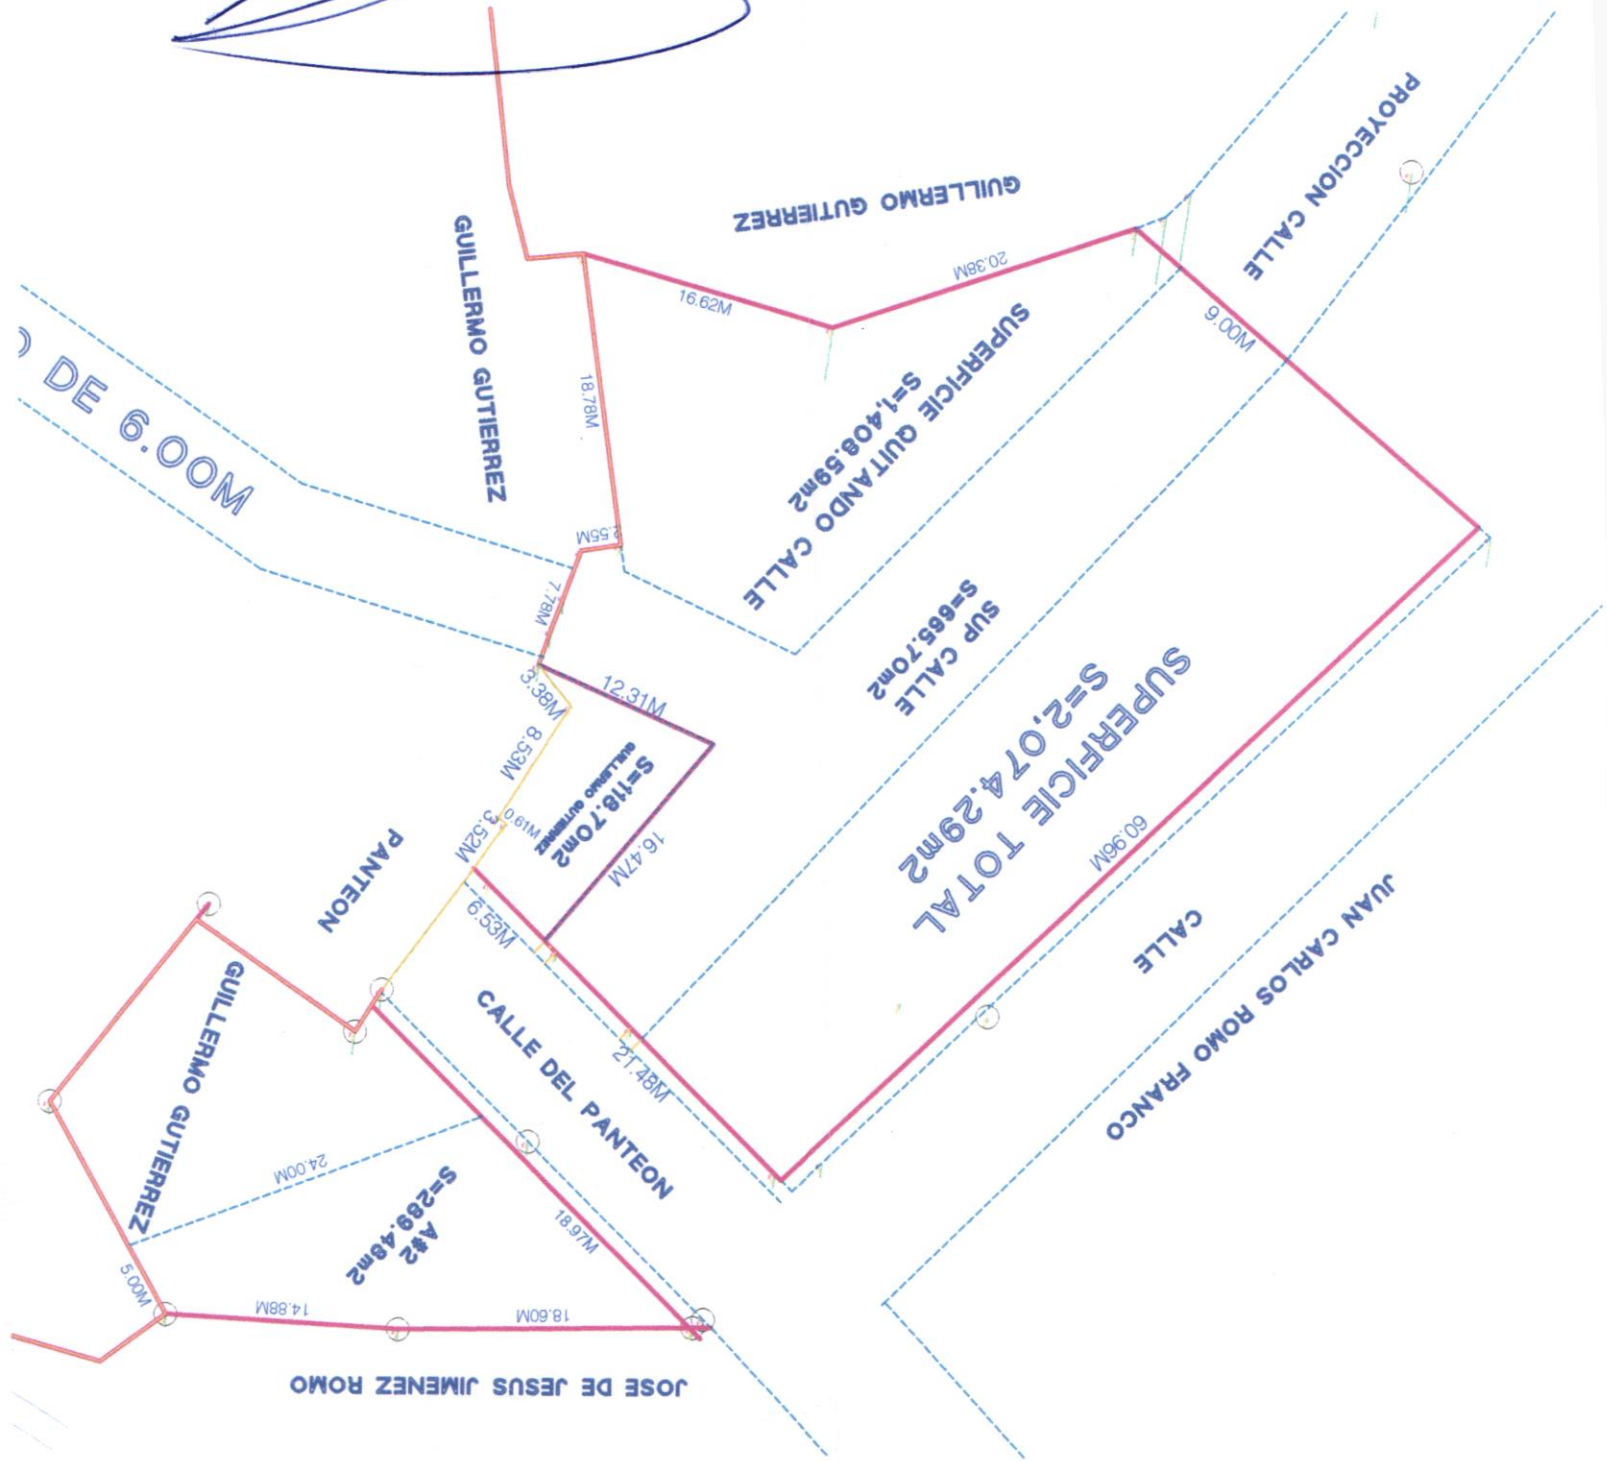 GUILLERMO GUTIERREZ
PROYECCION CALLE
GUILLERMO GUTIERREZ
20.38M
16.62M
9.00M
18.78M
SUPERFICIE QUITANDO CALLE
S=1,408.59m2
DE 6.00M
2.55M
7.78M
SUP CALLE
S=665.70m2
SUPERFICIE TOTAL
S=2,074.29m2
3.38M
12.31M
8.53M
S=118.70m2
GUILLERMO GUTIERREZ
0.61M
3.52M
16.47M
60.96M
PANTEON
6.53M
CALLE
JUAN CARLOS ROMO FRANCO
GUILLERMO GUTIERREZ
CALLE DEL PANTEON
21.48M
24.00M
A#2
S=289.48m2
18.97M
5.00M
14.88M
18.60M
JOSE DE JESUS JIMENEZ ROMO